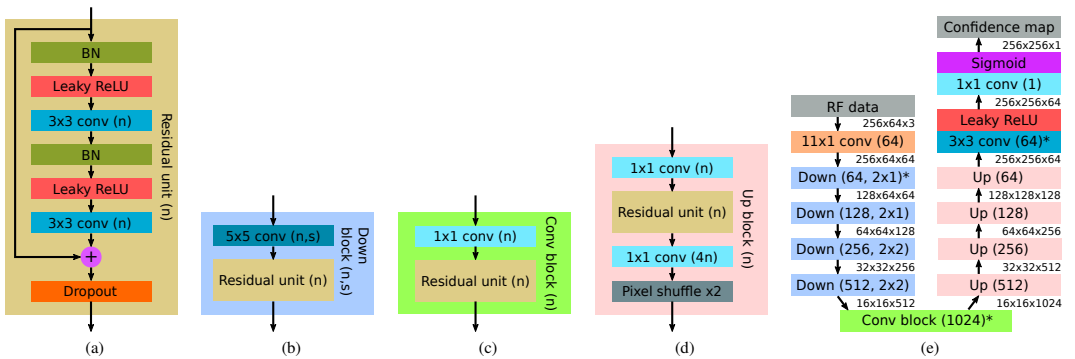 BN
Leaky ReLU
3x3 conv (n)
BN
Leaky ReLU
3x3 conv (n)
+
Dropout
Residual unit (n)
(a)
5x5 conv (n,s)
Residual unit (n)
Down
block (n,s)
(b)
1x1 conv (n)
Residual unit (n)
Conv block (n)
(c)
1x1 conv (n)
Residual unit (n)
1x1 conv (4n)
Pixel shuffle x2
Up block (n)
(d)
RF data
256x64x3
11x1 conv (64)
256x64x64
Down (64, 2x1)*
128x64x64
Down (128, 2x1)
64x64x128
Down (256, 2x2)
32x32x256
Down (512, 2x2)
16x16x512
Conv block (1024)*
16x16x1024
Up (512)
32x32x512
Up (256)
64x64x256
Up (128)
128x128x128
Up (64)
256x256x64
3x3 conv (64)*
Leaky ReLU
256x256x64
1x1 conv (1)
Sigmoid
256x256x1
Confidence map
(e)